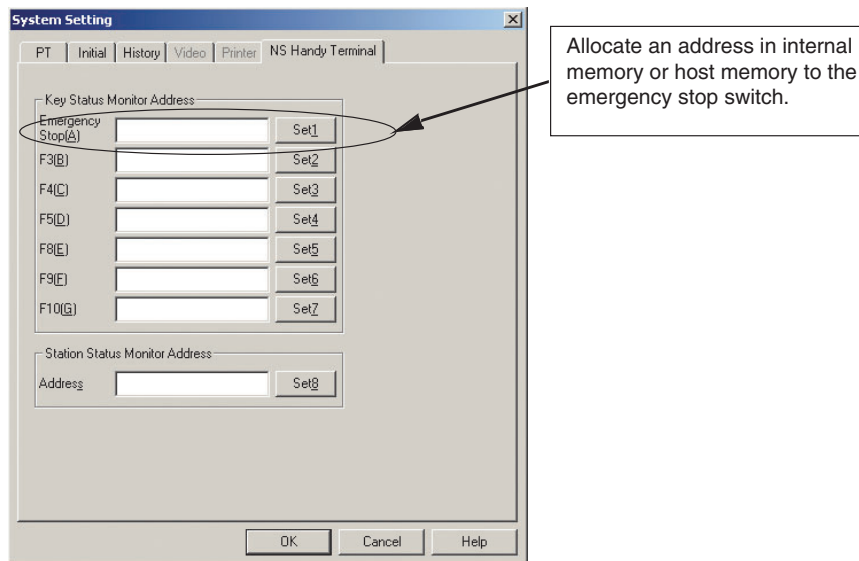 System Setting
PT Initial History Video Printer NS Handy Terminal
Key Status Monitor Address
Emergency
Stop(A) Set1
F3(B) Set2
F4(C) Set3
F5(D) Set4
F8(E) Set5
F9(F) Set6
F10(G) Set7
Station Status Monitor Address
Address Set8
OK Cancel Help
Allocate an address in internal
memory or host memory to the
emergency stop switch.